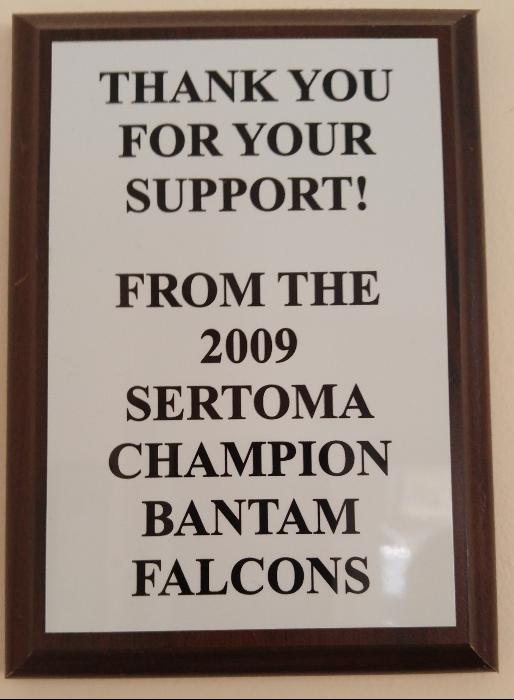 THANK YOU
FOR YOUR
SUPPORT!
FROM THE
2009
SERTOMA
CHAMPION
BANTAM
FALCONS